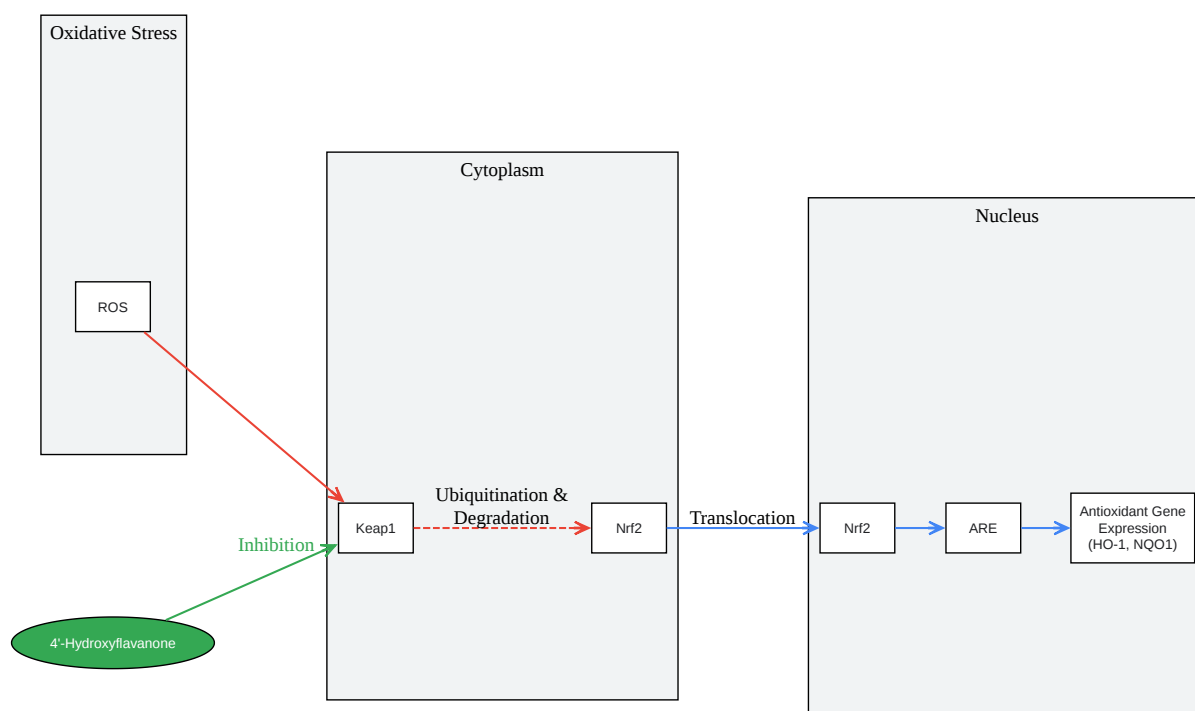 Oxidative Stress
Cytoplasm
Nucleus
ROS
Ubiquitination &
Degradation
Keap1
Nrf2
Translocation
Nrf2
ARE
Antioxidant Gene
Expression
(HO-1, NQO1)
Inhibition
4'-Hydroxyflavanone